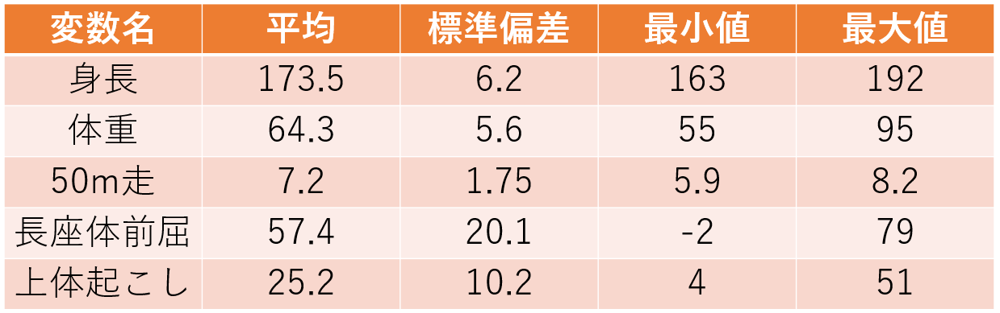 変数名 平均 標準偏差 最小値 最大値
身長 173.5 6.2 163 192
体重 64.3 5.6 55 95
50m走 7.2 1.75 5.9 8.2
長座体前屈 57.4 20.1 -2 79
上体起こし 25.2 10.2 4 51